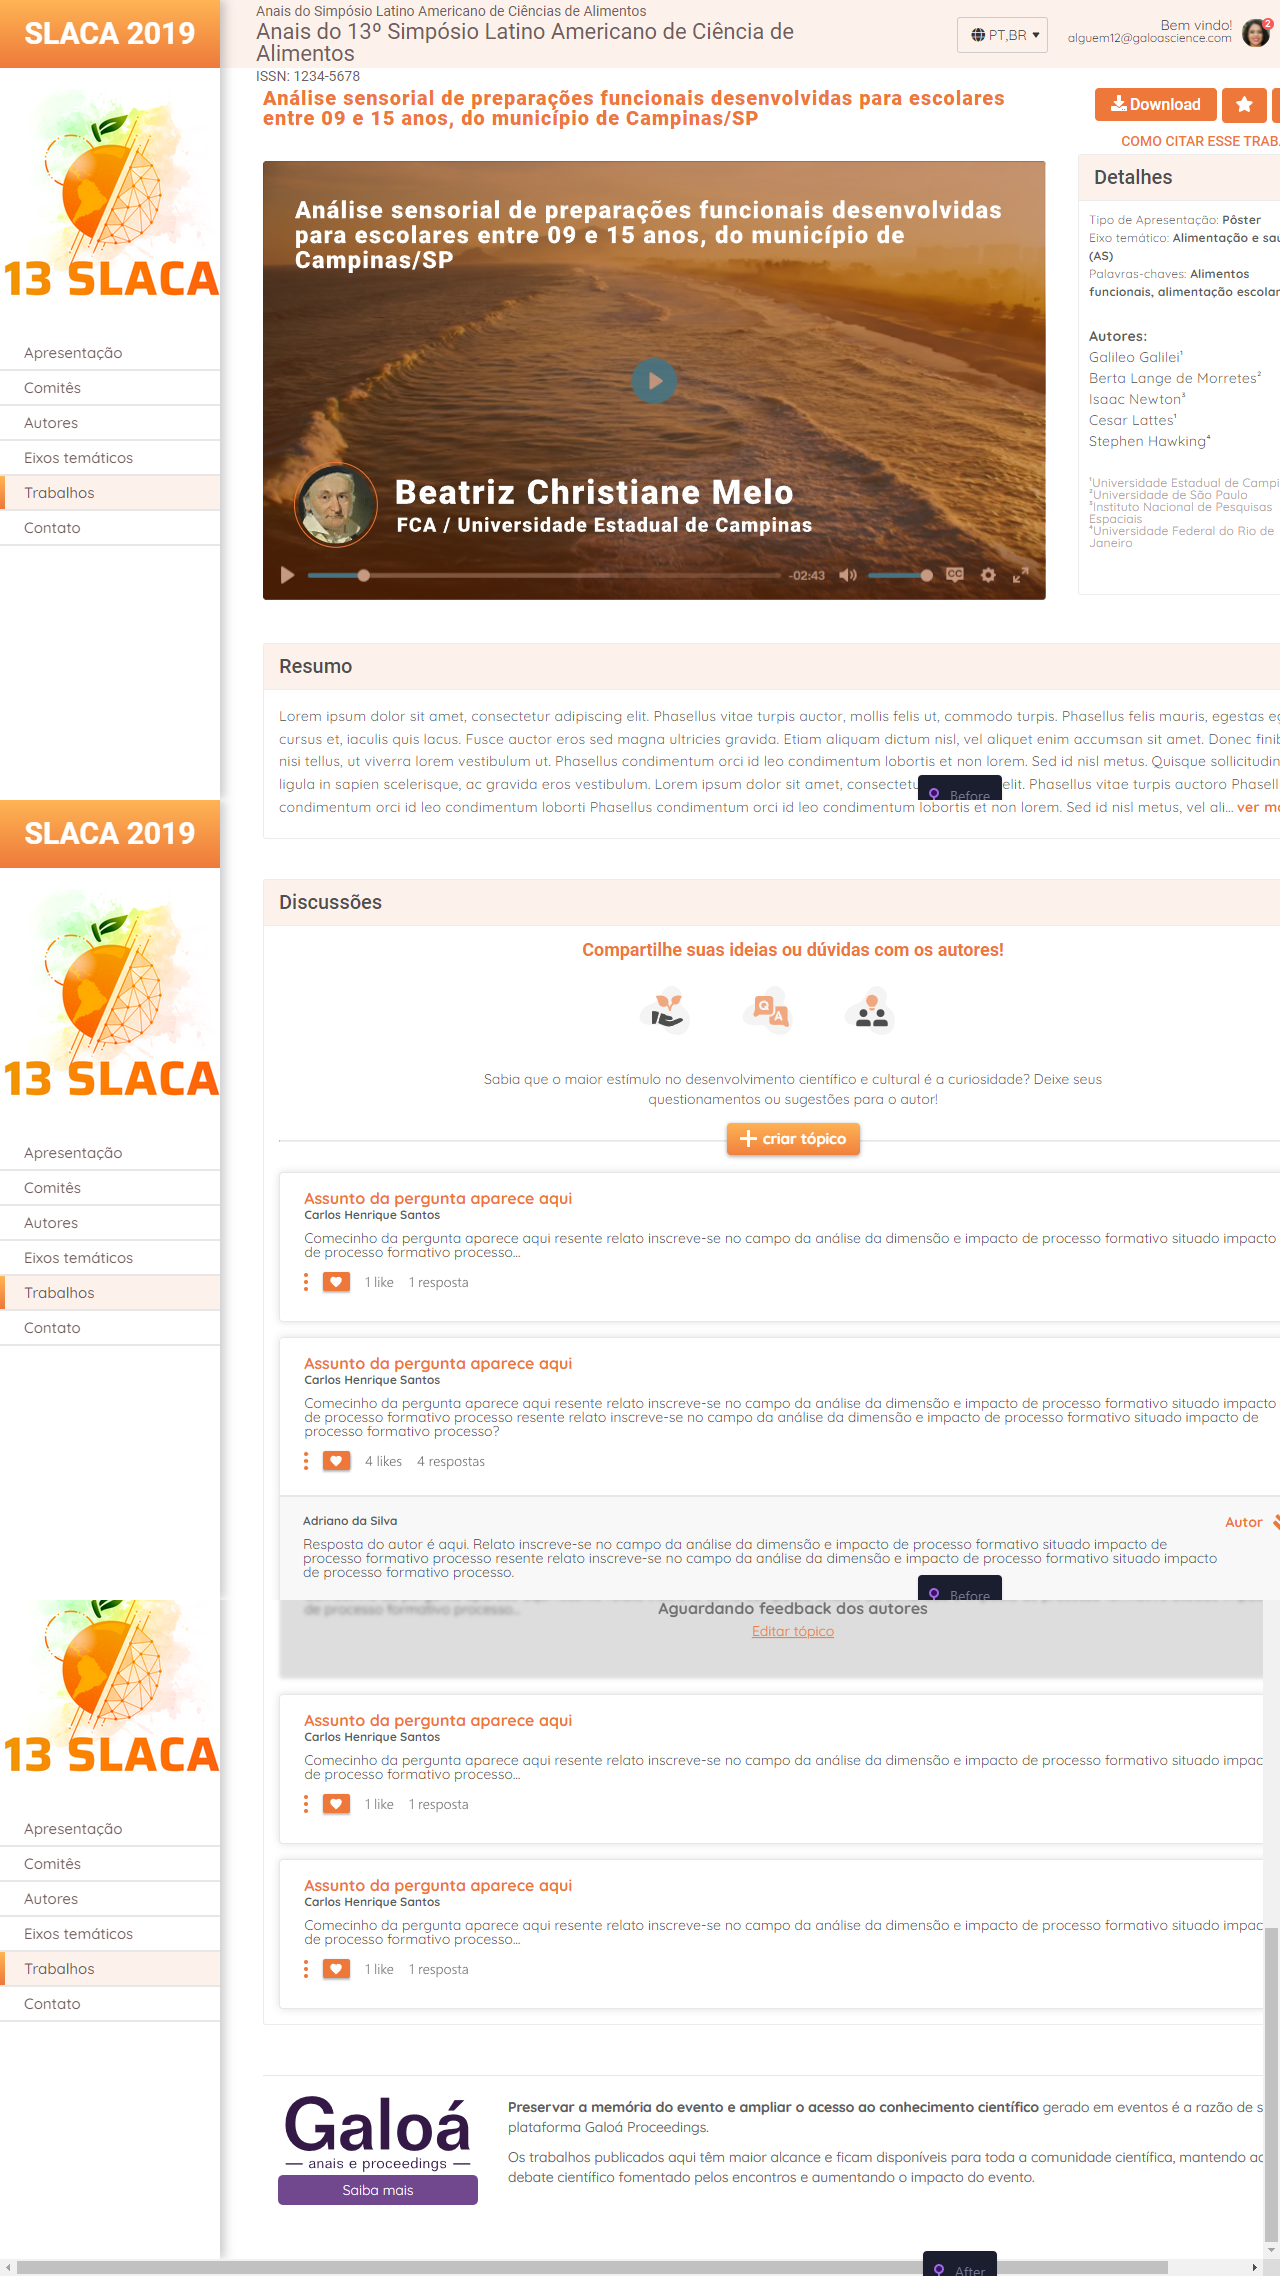 SLACA 2019
Anais do Simpósio Latino Americano de Ciências de Alimentos
Anais do 13º Simpósio Latino Americano de Ciência de
Alimentos
ISSN: 1234-5678
PT,BR
Bem vindo!
alguem12@galoascience.com
2
13 SLACA
Apresentação
Comitês
Autores
Eixos temáticos
Trabalhos
Contato
Análise sensorial de preparações funcionais desenvolvidas para escolares
entre 09 e 15 anos, do município de Campinas/SP
Download
COMO CITAR ESSE TRAB
Análise sensorial de preparações funcionais desenvolvidas
para escolares entre 09 e 15 anos, do município de
Campinas/SP
Beatriz Christiane Melo
FCA / Universidade Estadual de Campinas
-02:43
CC
Detalhes
Tipo de Apresentação: Pôster
Eixo temático: Alimentação e
(AS)
Palavras-chaves: Alimentos
funcionais, alimentação escolar
Autores:
Galileo Galilei¹
Berta Lange de Morretes²
Isaac Newton³
Cesar Lattes¹
Stephen Hawking⁴
¹Universidade Estadual de Campi
²Universidade de São Paulo
³Instituto Nacional de Pesquisas
Espaciais
⁴Universidade Federal do Rio de
Janeiro
Resumo
Lorem ipsum dolor sit amet, consectetur adipiscing elit. Phasellus vitae turpis auctor, mollis felis ut, commodo turpis. Phasellus felis mauris, egestas
cursus et, iaculis quis lacus. Fusce auctor eros sed magna ultricies gravida. Etiam aliquam dictum nisl, vel aliquet enim accumsan sit amet. Donec
nisi tellus, ut viverra lorem vestibulum ut. Phasellus condimentum orci id leo condimentum lobortis et non lorem. Sed id nisl metus. Quisque sollicitudin
ligula in sapien scelerisque, ac gravida eros vestibulum. Lorem ipsum dolor sit amet, consectetu elit. Phasellus vitae turpis auctoro Phasell
Before
condimentum orci id leo condimentum loborti Phasellus condimentum orci id leo condimentum lobortis et non lorem. Sed id nisl metus, vel ali... ver
SLACA 2019
13 SLACA
Apresentação
Comitês
Autores
Eixos temáticos
Trabalhos
Contato
Discussões
Compartilhe suas ideias ou dúvidas com os autores!
Q
A
Sabia que o maior estímulo no desenvolvimento científico e cultural é a curiosidade? Deixe seus
questionamentos ou sugestões para o autor!
criar tópico
Assunto da pergunta aparece aqui
Carlos Henrique Santos
Comecinho da pergunta aparece aqui resente relato inscreve-se no campo da análise da dimensão e impacto de processo formativo situado impacto
de processo formativo processo...
1 like 1 resposta
Assunto da pergunta aparece aqui
Carlos Henrique Santos
Comecinho da pergunta aparece aqui resente relato inscreve-se no campo da análise da dimensão e impacto de processo formativo situado impacto
de processo formativo processo resente relato inscreve-se no campo da análise da dimensão e impacto de processo formativo situado impacto de
processo formativo processo?
4 likes 4 respostas
Adriano da Silva
Autor
Resposta do autor é aqui. Relato inscreve-se no campo da análise da dimensão e impacto de processo formativo situado impacto de
processo formativo processo resente relato inscreve-se no campo da análise da dimensão e impacto de processo formativo situado impacto
de processo formativo processo.
Before
de processo formativo processo...
Aguardando feedback dos autores
Editar tópico
13 SLACA
Apresentação
Comitês
Autores
Eixos temáticos
Trabalhos
Contato
Assunto da pergunta aparece aqui
Carlos Henrique Santos
Comecinho da pergunta aparece aqui resente relato inscreve-se no campo da análise da dimensão e impacto de processo formativo situado impac
de processo formativo processo...
1 like 1 resposta
Assunto da pergunta aparece aqui
Carlos Henrique Santos
Comecinho da pergunta aparece aqui resente relato inscreve-se no campo da análise da dimensão e impacto de processo formativo situado impac
de processo formativo processo...
1 like 1 resposta
Galoá
— anais e proceedings —
Saiba mais
Preservar a memória do evento e ampliar o acesso ao conhecimento científico gerado em eventos é a razão de s
plataforma Galoá Proceedings.
Os trabalhos publicados aqui têm maior alcance e ficam disponíveis para toda a comunidade científica, mantendo
debate científico fomentado pelos encontros e aumentando o impacto do evento.
After